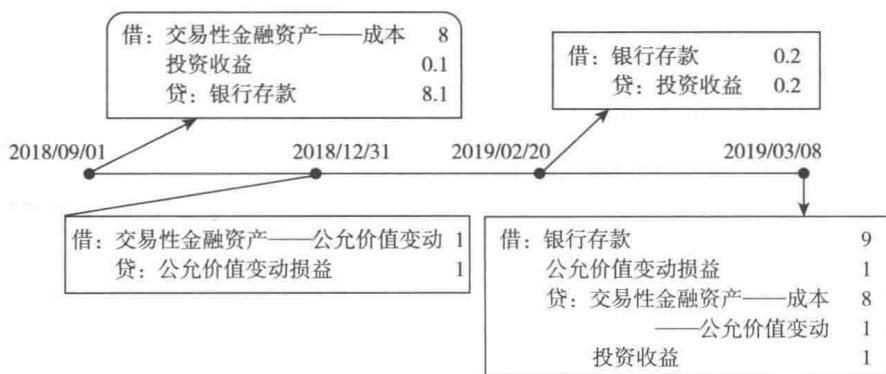 借：交易性金融资产——成本 8
投资收益 0.1
贷：银行存款 8.1
借：银行存款 0.2
贷：投资收益 0.2
2018/09/01 2018/12/31 2019/02/20 2019/03/08
借：交易性金融资产——公允价值变动 1
贷：公允价值变动损益 1
借：银行存款 9
公允价值变动损益 1
贷：交易性金融资产——成本 8
——公允价值变动 1
投资收益 1